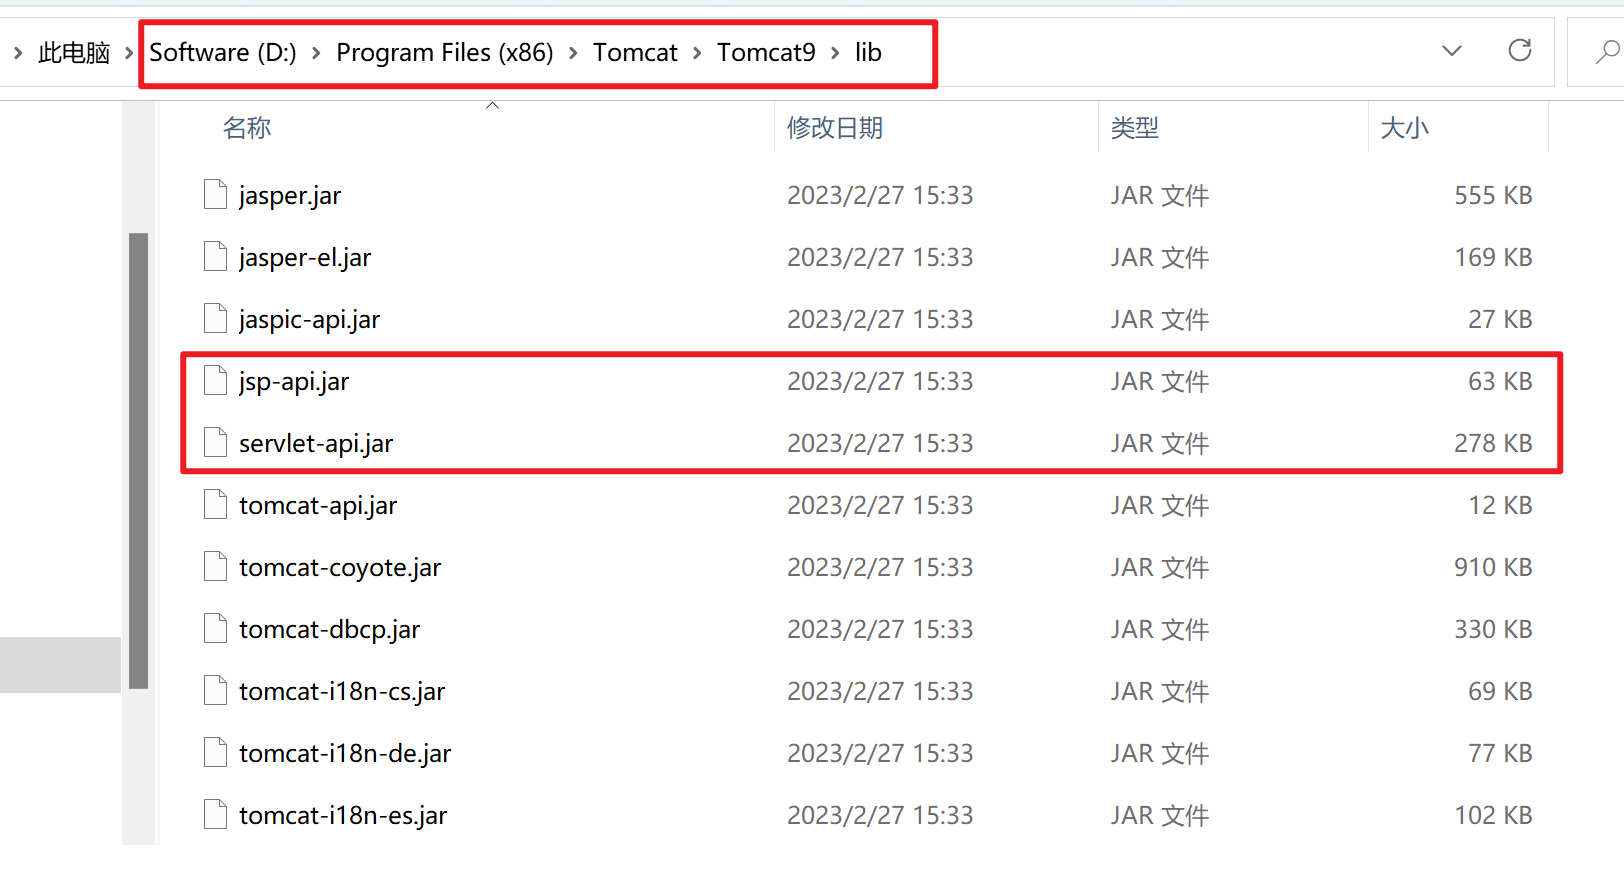 此电脑 Software (D:) Program Files (x86) Tomcat Tomcat9 lib
名称 修改日期 类型 大小
jasper.jar 2023/2/27 15:33 JAR 文件 555 KB
jasper-el.jar 2023/2/27 15:33 JAR 文件 169 KB
jaspic-api.jar 2023/2/27 15:33 JAR 文件 27 KB
jsp-api.jar 2023/2/27 15:33 JAR 文件 63 KB
servlet-api.jar 2023/2/27 15:33 JAR 文件 278 KB
tomcat-api.jar 2023/2/27 15:33 JAR 文件 12 KB
tomcat-coyote.jar 2023/2/27 15:33 JAR 文件 910 KB
tomcat-dbcp.jar 2023/2/27 15:33 JAR 文件 330 KB
tomcat-i18n-cs.jar 2023/2/27 15:33 JAR 文件 69 KB
tomcat-i18n-de.jar 2023/2/27 15:33 JAR 文件 77 KB
tomcat-i18n-es.jar 2023/2/27 15:33 JAR 文件 102 KB